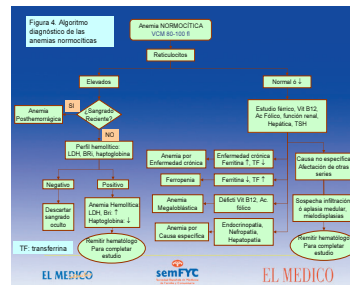 Figura 4. Algoritmo
diagnóstico de las
anemias normocíticas
Anemia NORMOCÍTICA
VCM 80-100 fl
Reticulocitos
Elevados
Normal ó ↓
Anemia
Posthemorrágica
SI
¿Sangrado
Reciente?
NO
Estudio férrico, Vit B12,
Ac Fólico, función renal,
Hepática, TSH
Perfil hemolítico:
LDH, BRi, haptoglobina
Anemia por
Enfermedad crónica
Enfermedad crónica
Ferritina ↑, TF ↓
Causa no específica
Afectación de otras
series
Ferropenia
Ferritina ↓, TF ↑
Negativo
Positivo
Anemia
Megaloblástica
Déficit Vit B12, Ac.
fólico
Sospecha infiltración
o aplasia medular,
mielodisplasias
Descartar
sangrado
oculto
Anemia Hemolítica
LDH, Bri: ↑
Haptoglobina: ↓
Anemia por
Causa específica
Endocrinopatía,
Nefropatía,
Hepatopatía
Remitir hematólogo
Para completar
estudio
Remitir hematólogo
Para completar
estudio
TF: transferrina
EL MEDICO
semFYC
EL MEDICO